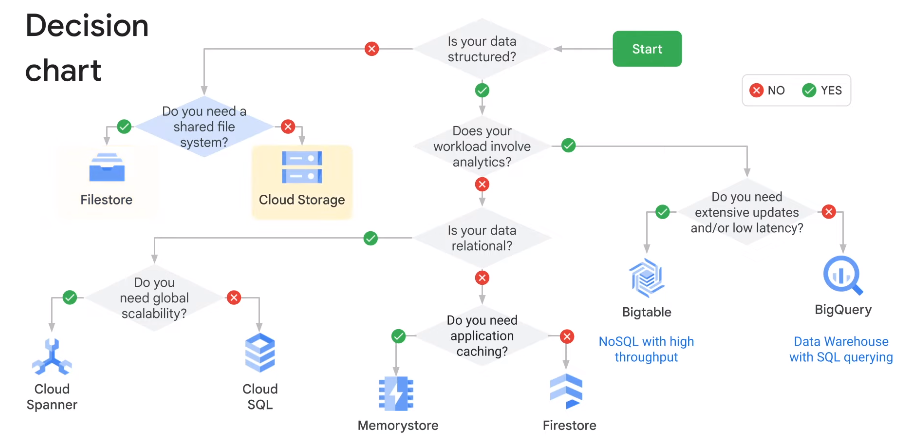 Decision
chart
Is your data
structured?
Start
NO
YES
Do you need a
shared file
system?
Does your
workload involve
analytics?
Filestore
Cloud Storage
Do you need
extensive updates
and/or low latency?
Is your data
relational?
Do you
need global
scalability?
Bigtable
BigQuery
Do you need
application
caching?
NoSQL with high
throughput
Data Warehouse
with SQL querying
Cloud
Spanner
Cloud
SQL
Memorystore
Firestore